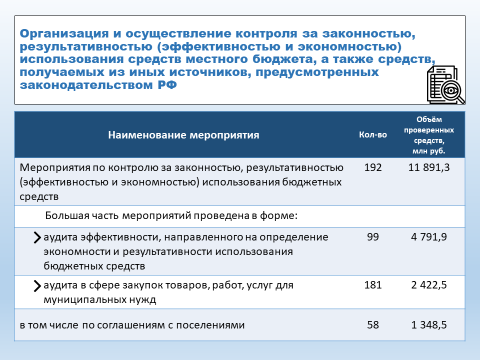 Организация и осуществление контроля за законностью,
результативностью (эффективностью и экономностью)
использования средств местного бюджета, а также средств,
получаемых из иных источников, предусмотренных
законодательством РФ
Наименование мероприятия
Кол-во
Объём
проверенных
средств,
млн руб.
Мероприятия по контролю за законностью, результативностью
(эффективностью и экономностью) использования бюджетных
средств
192
11 891,3
Большая часть мероприятий проведена в форме:
аудита эффективности, направленного на определение
экономности и результативности использования
бюджетных средств
99
4 791,9
аудита в сфере закупок товаров, работ, услуг для
муниципальных нужд
181
2 422,5
в том числе по соглашениям с поселениями
58
1 348,5